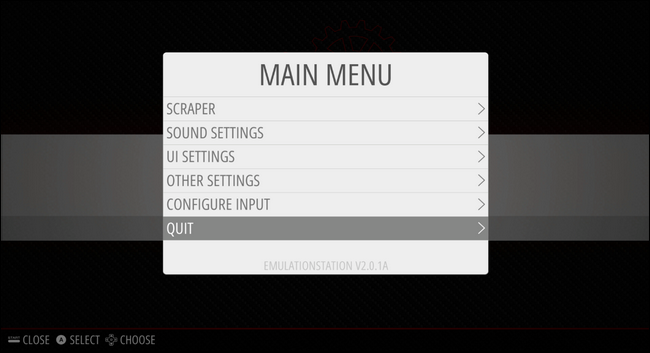 MAIN MENU
SCRAPER
SOUND SETTINGS
UI SETTINGS
OTHER SETTINGS
CONFIGURE INPUT
QUIT
EMULATIONSTATION V2.0.1A
START CLOSE A SELECT CHOOSE